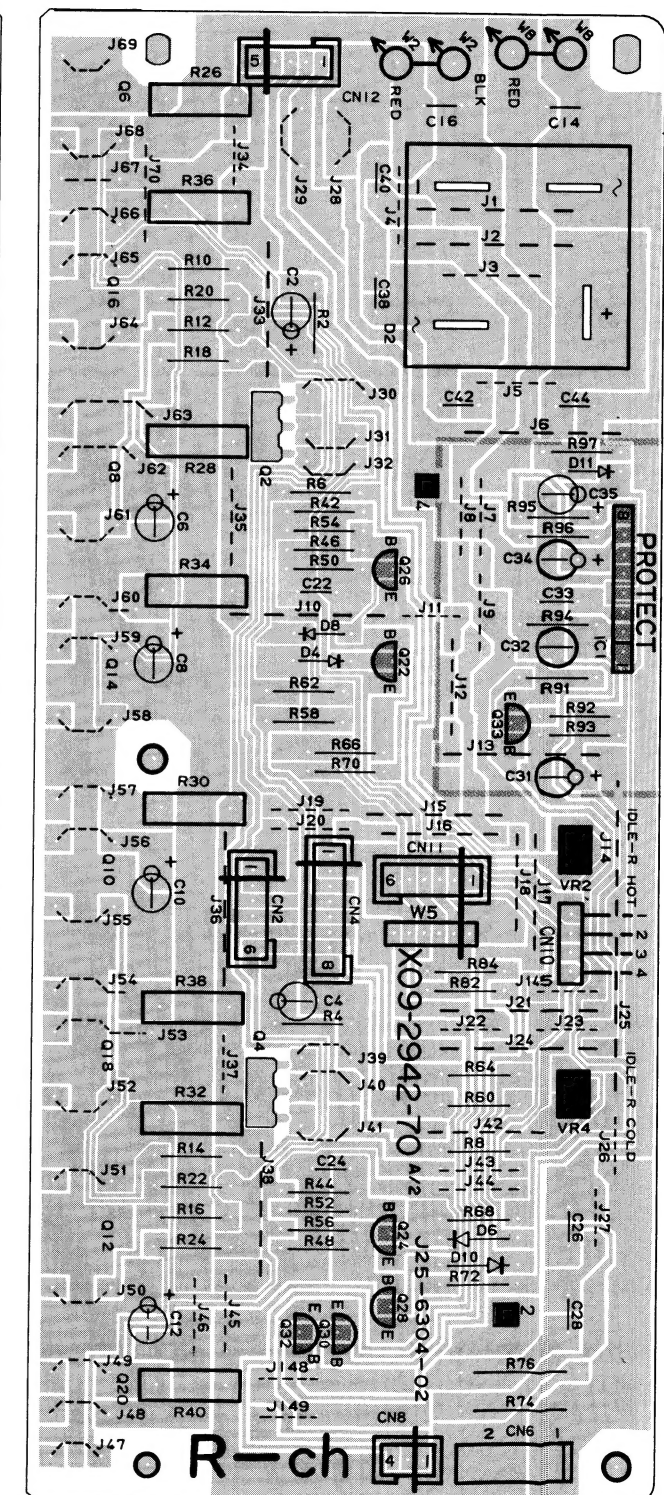 J69
5
1
W2
W2
W8
W8
Q6
R26
CN12
RED
BLK
RED
C16
C14
J68
J67
J70
J34
R36
J29
J28
C40
J4
J1
~
J66
J2
J65
R10
J3
Q16
R20
C2
C38
R12
J33
R2
J64
+
D2
~
+
R18
J30
C42
J5
C44
J63
J31
J6
Q8
J62
R28
Q2
J32
R97
D11
R6
4
C35
J61
+
C6
J35
R42
J8
J7
R95
+
8
R54
R96
R46
B
Q26
C34
+
PROTECT
R34
R50
E
C33
J60
C22
J9
R94
J10
J11
IC1
J59
+
D8
C32
1
Q14
C8
D4
B
Q22
J12
R62
E
R91
J58
R58
E
Q33
B
R92
R66
R93
R70
J13
J57
R30
C31
+
J56
J19
J15
J20
J16
IDLE-R HOT
Q10
+
1
1
CN11
J14
C10
6
1
J18
J17
VR2
J55
J36
CN2
CN4
W5
CN10
1
2
3
4
6
8
J54
R38
X09-2942-70 A/2
R84
R82
J145
J53
C4
J21
J25
Q18
R4
J22
J23
Q4
J39
J24
J37
IDLE-R COLD
J52
R32
J40
R64
J41
R60
VR4
J42
R14
R8
J26
J51
J38
C24
J43
R22
R44
J44
R16
R52
B
Q24
R68
J27
Q12
R24
R56
D6
C26
R48
E
D10
J50
B
Q28
R72
+
C12
J46
J45
E
E
E
2
C28
Q32
Q30
J25-6304-02
J49
B
B
J148
R76
Q20
J48
R40
J149
R74
CN8
2
CN6
1
J47
R-ch
4
1